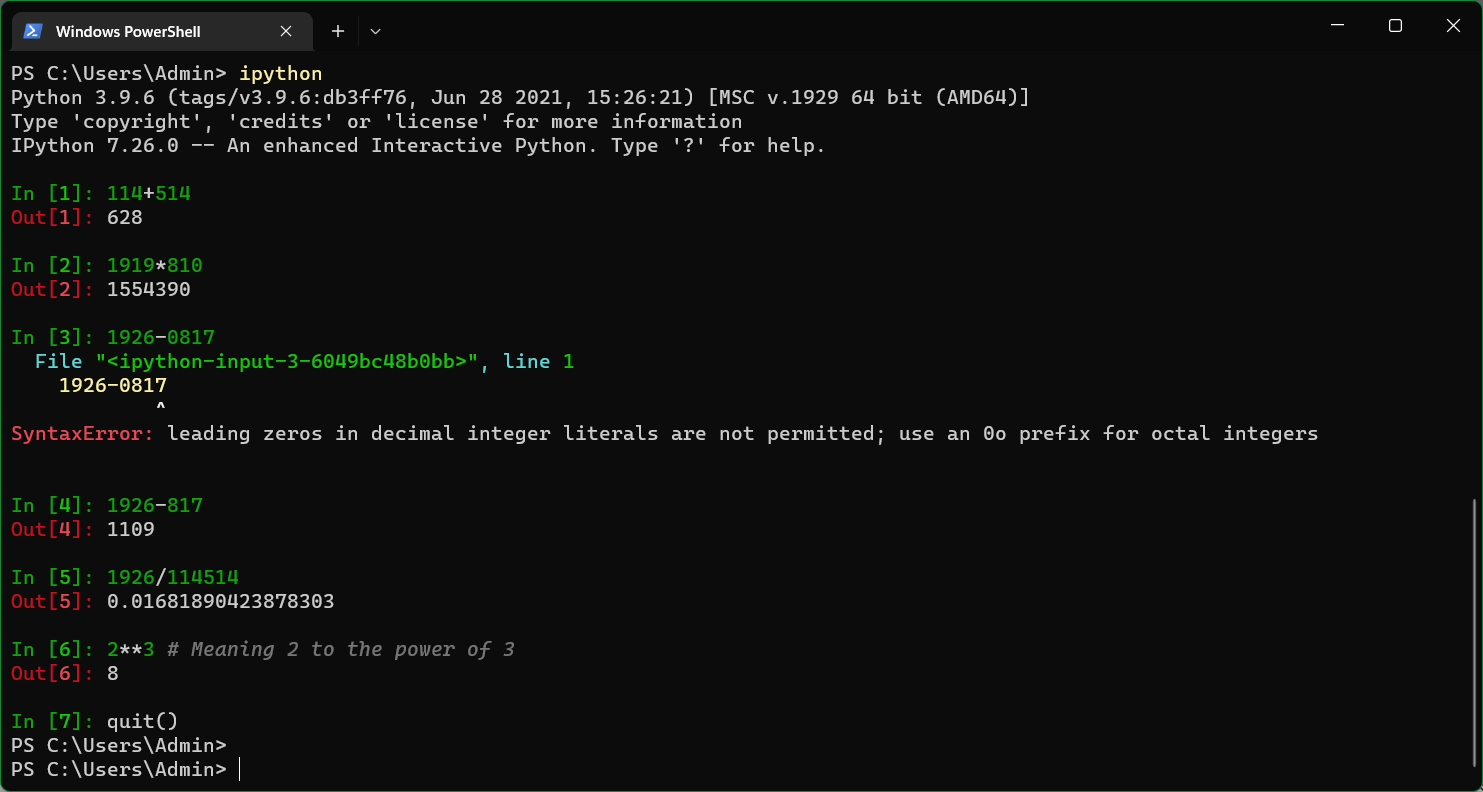 Windows PowerShell
PS C:\Users\Admin> ipython
Python 3.9.6 (tags/v3.9.6:db3ff76, Jun 28 2021, 15:26:21) [MSC v.1929 64 bit (AMD64)]
Type 'copyright', 'credits' or 'license' for more information
IPython 7.26.0 -- An enhanced Interactive Python. Type '?' for help.
In [1]: 114+514
Out[1]: 628
In [2]: 1919*810
Out[2]: 1554390
In [3]: 1926-0817
  File "<ipython-input-3-6049bc48b0bb>", line 1
    1926-0817
            ^
SyntaxError: leading zeros in decimal integer literals are not permitted; use an 0o prefix for octal integers
In [4]: 1926-817
Out[4]: 1109
In [5]: 1926/114514
Out[5]: 0.01681890423878303
In [6]: 2**3 # Meaning 2 to the power of 3
Out[6]: 8
In [7]: quit()
PS C:\Users\Admin>
PS C:\Users\Admin>